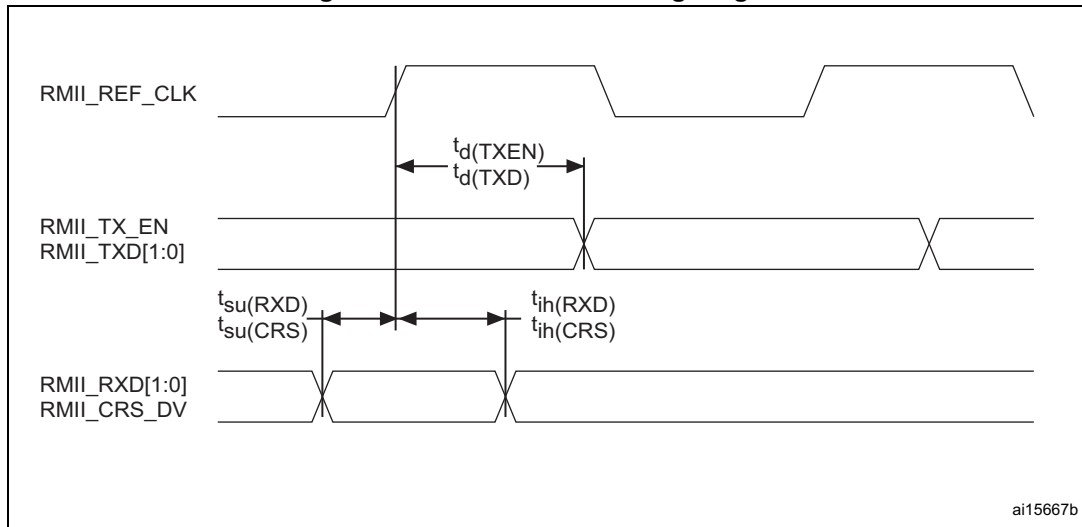 RMII_REF_CLK
td(TXEN)
td(TXD)
RMII_TX_EN
RMII_TXD[1:0]
tsu(RXD)
tsu(CRS)
tih(RXD)
tih(CRS)
RMII_RXD[1:0]
RMII_CRS_DV
ai15667b